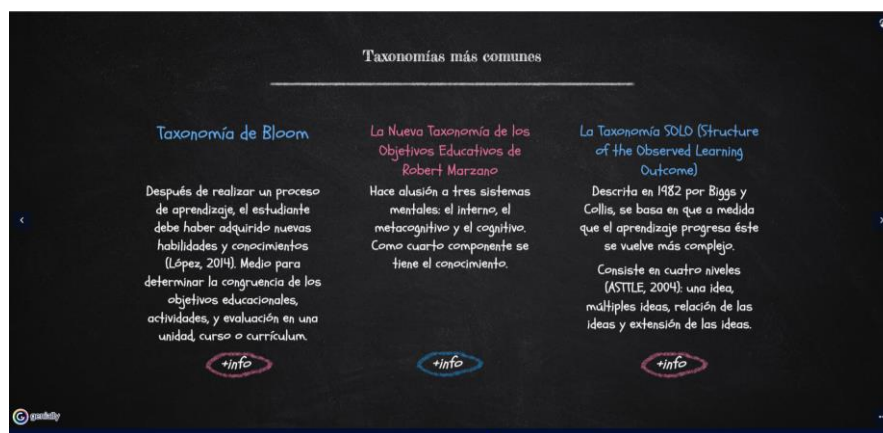 Taxonomías más comunes
Taxonomía de Bloom
Después de realizar un proceso
de aprendizaje, el estudiante
debe haber adquirido nuevas
habilidades y conocimientos
(López, 2014). Medio para
determinar la congruencia de los
objetivos educacionales,
actividades, y evaluación en una
unidad, curso o currículum.
+info
La Nueva Taxonomía de los
Objetivos Educativos de
Robert Marzano
Hace alusión a tres sistemas
mentales: el interno, el
metacognitivo y el cognitivo.
Como cuarto componente se
tiene el conocimiento.
+info
La Taxonomía SOLO (Structure
of the Observed Learning
Outcome)
Descrita en 1982 por Biggs y
Collis, se basa en que a medida
que el aprendizaje progresa éste
se vuelve más complejo.
Consiste en cuatro niveles
(ASTTLE, 2004): una idea,
múltiples ideas, relación de las
ideas y extensión de las ideas.
+info
genially